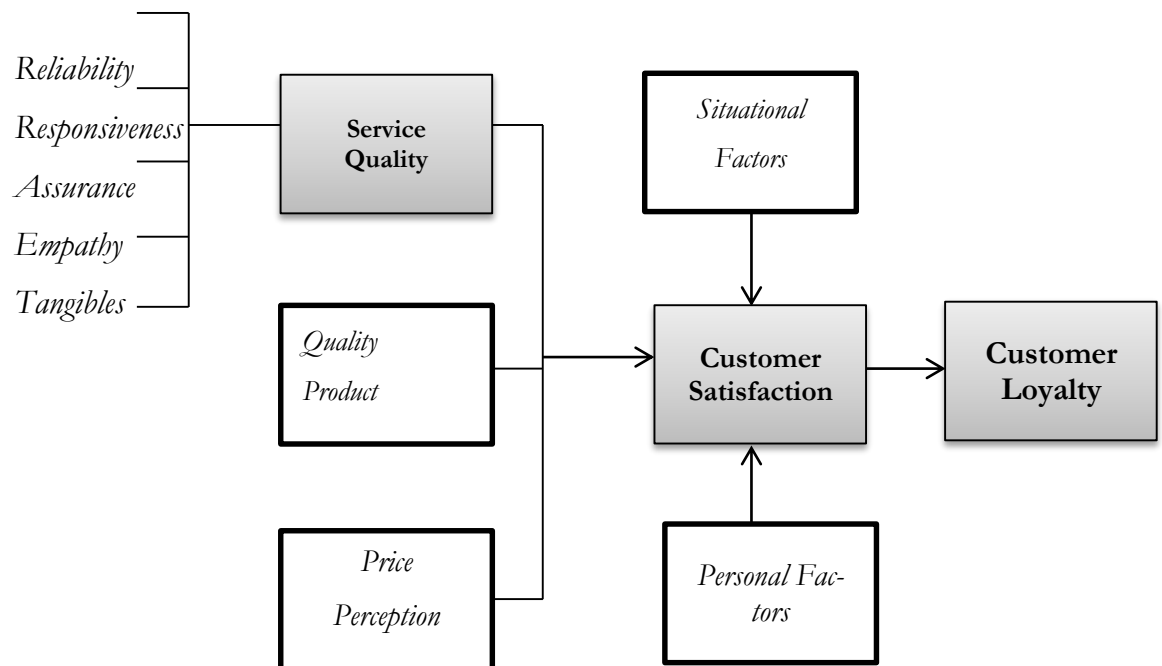 Reliability
Responsiveness
Assurance
Empathy
Tangibles
Service
Quality
Quality
Product
Price
Perception
Situational
Factors
Customer
Satisfaction
Personal Fac-
tors
Customer
Loyalty